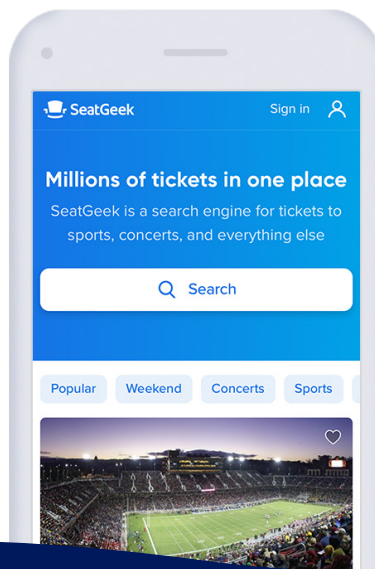 SeatGeek
Sign in
Millions of tickets in one place
SeatGeek is a search engine for tickets to
sports, concerts, and everything else
Search
Popular
Weekend
Concerts
Sports